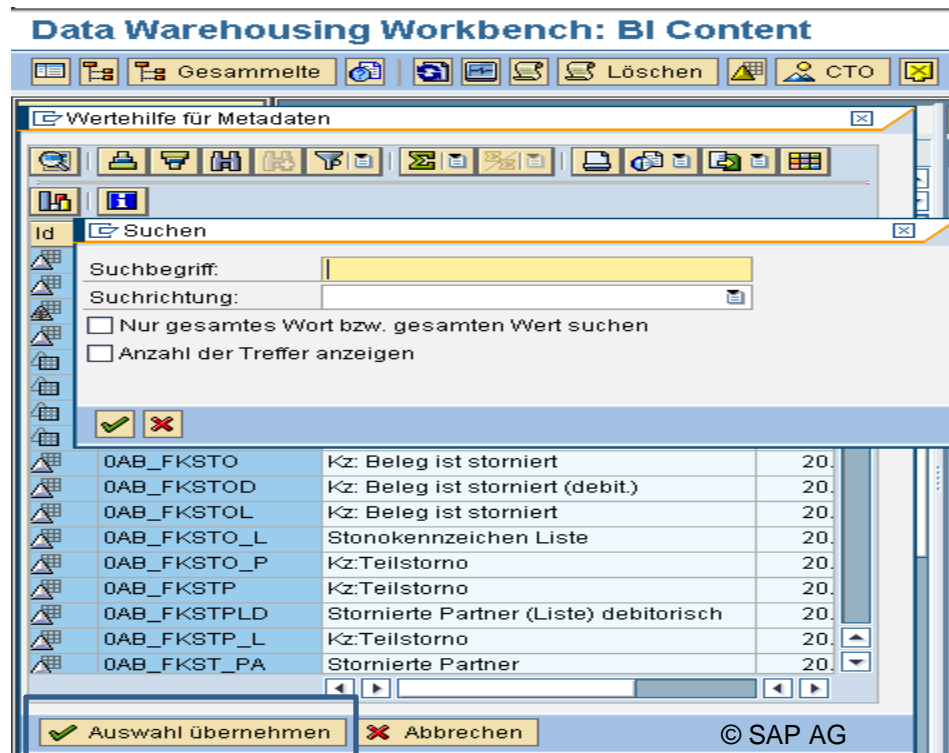 Data Warehousing Workbench: BI Content
Gesammelte Löschen CTO
Wertehilfe für Metadaten
Id
Suchen
Suchbegriff:
Suchrichtung:
Nur gesamtes Wort bzw. gesamten Wert suchen
Anzahl der Treffer anzeigen
0AB_FKSTO Kz: Beleg ist storniert 20.
0AB_FKSTOD Kz: Beleg ist storniert (debit.) 20.
0AB_FKSTOL Kz: Beleg ist storniert 20.
0AB_FKSTO_L Stonokennzeichen Liste 20.
0AB_FKSTO_P Kz:Teilstorno 20.
0AB_FKSTP Kz:Teilstorno 20.
0AB_FKSTPLD Stornierte Partner (Liste) debitorisch 20.
0AB_FKSTP_L Kz:Teilstorno 20.
0AB_FKST_PA Stornierte Partner 20.
Auswahl übernehmen Abbrechen © SAP AG